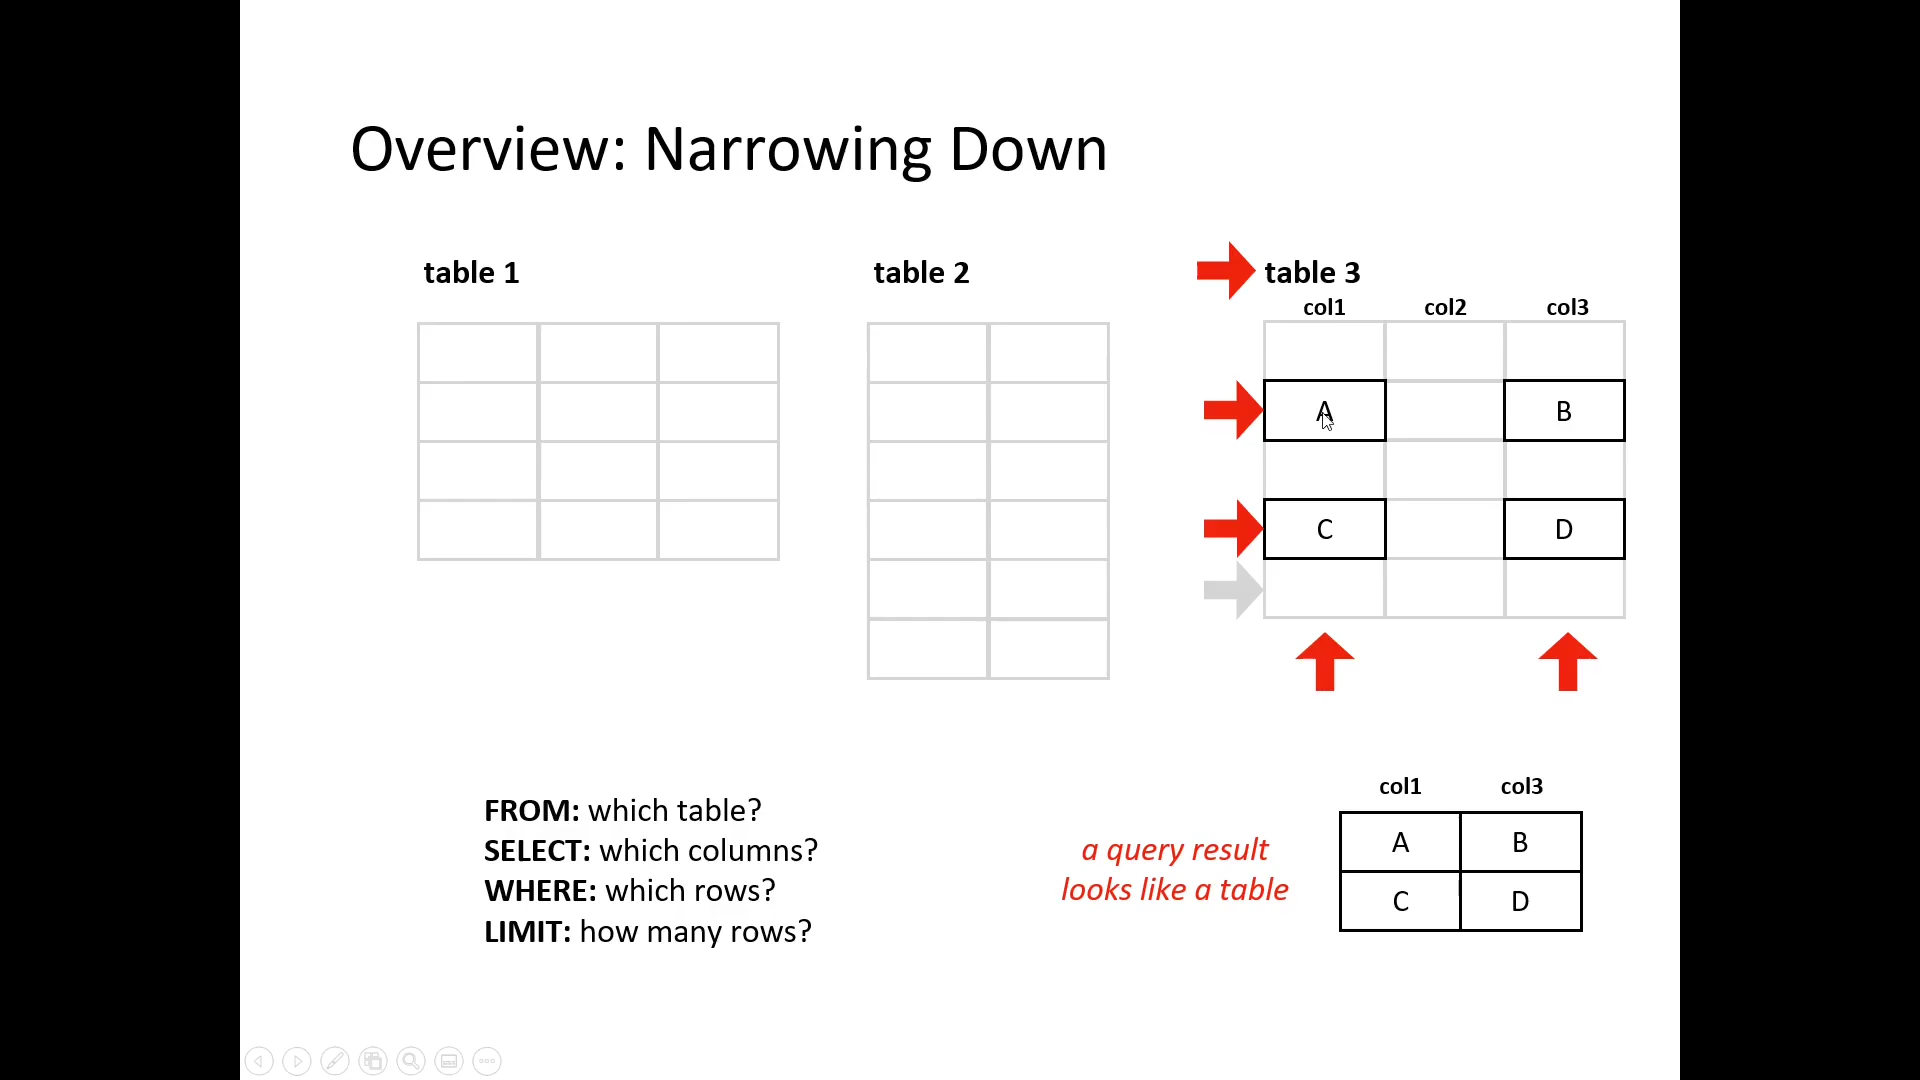 Overview: Narrowing Down
table 1
table 2
table 3
col1 col2 col3
A B
C D
FROM: which table?
SELECT: which columns?
WHERE: which rows?
LIMIT: how many rows?
a query result
looks like a table
col1 col3
A B
C D